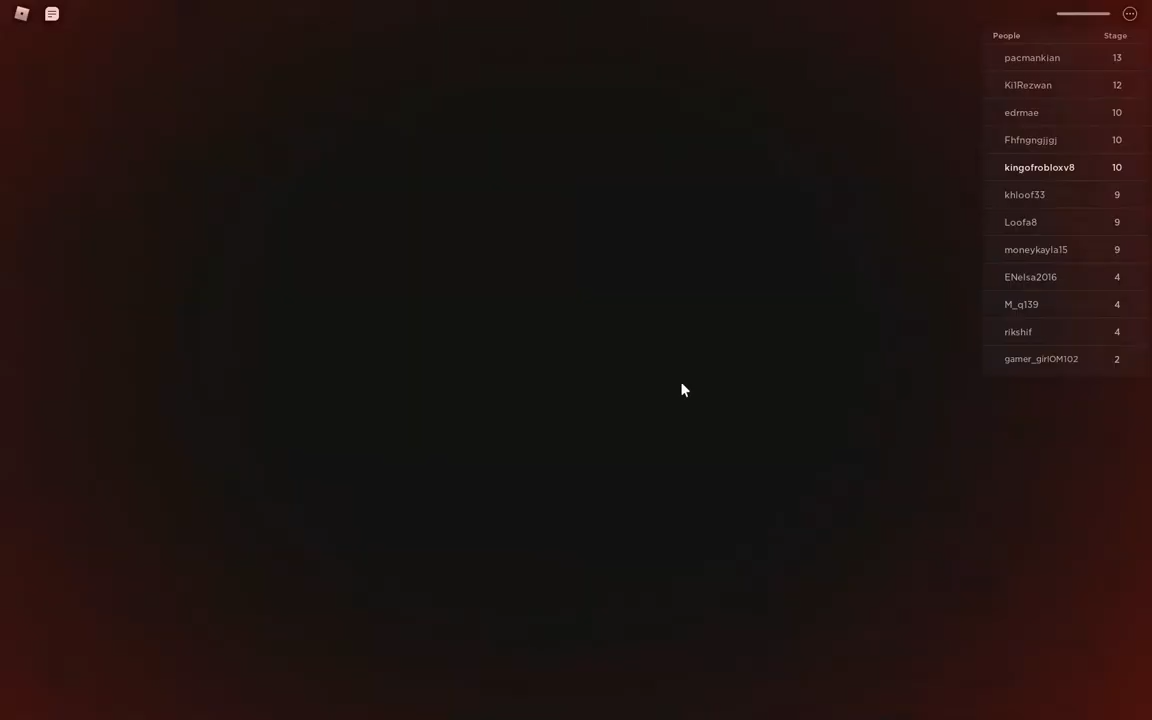 People Stage
pacmankian 13
Ki1Rezwan 12
edrmae 10
Fhfngngjjgj 10
kingofrobloxv8 10
khloof33 9
Loofa8 9
moneykayla15 9
ENelsa2016 4
M_q139 4
rikshif 4
gamer_girlOM102 2